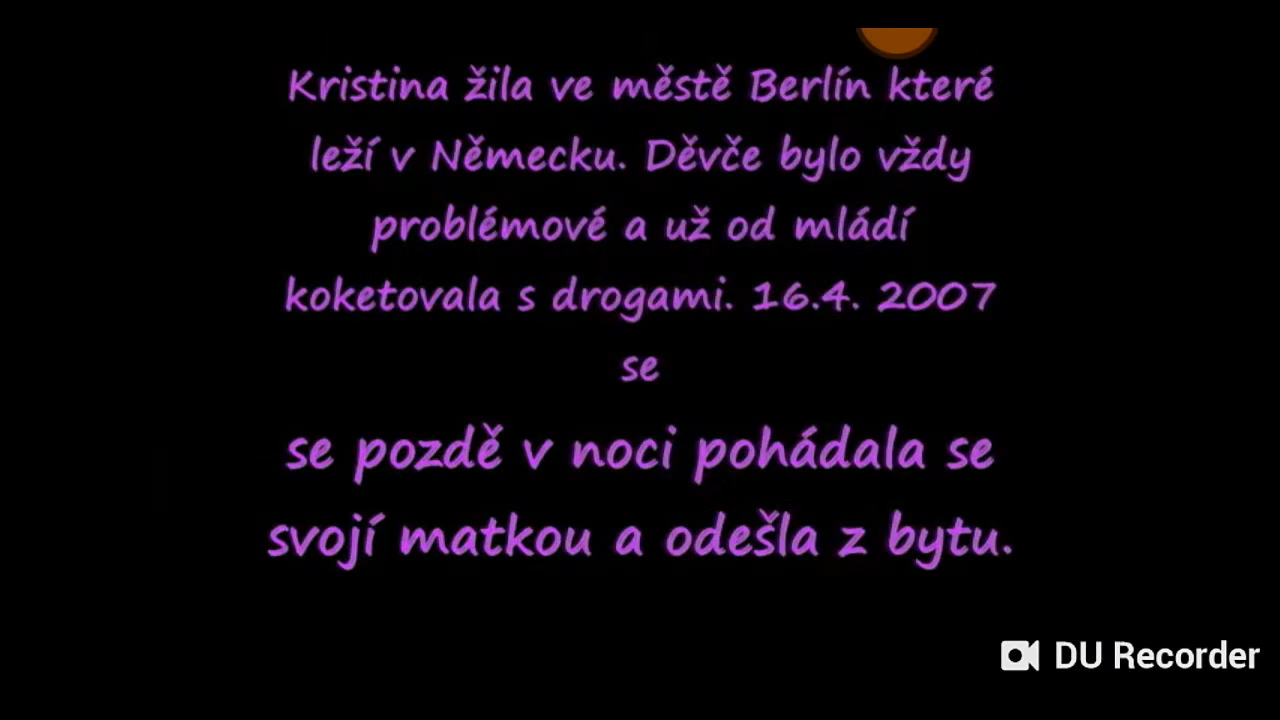 Kristina žila ve městě Berlín které
leží v Německu. Děvče bylo vždy
problémové a už od mládí
koketovala s drogami. 16.4. 2007
se
se pozdě v noci pohádala se
svojí matkou a odešla z bytu.
DU Recorder